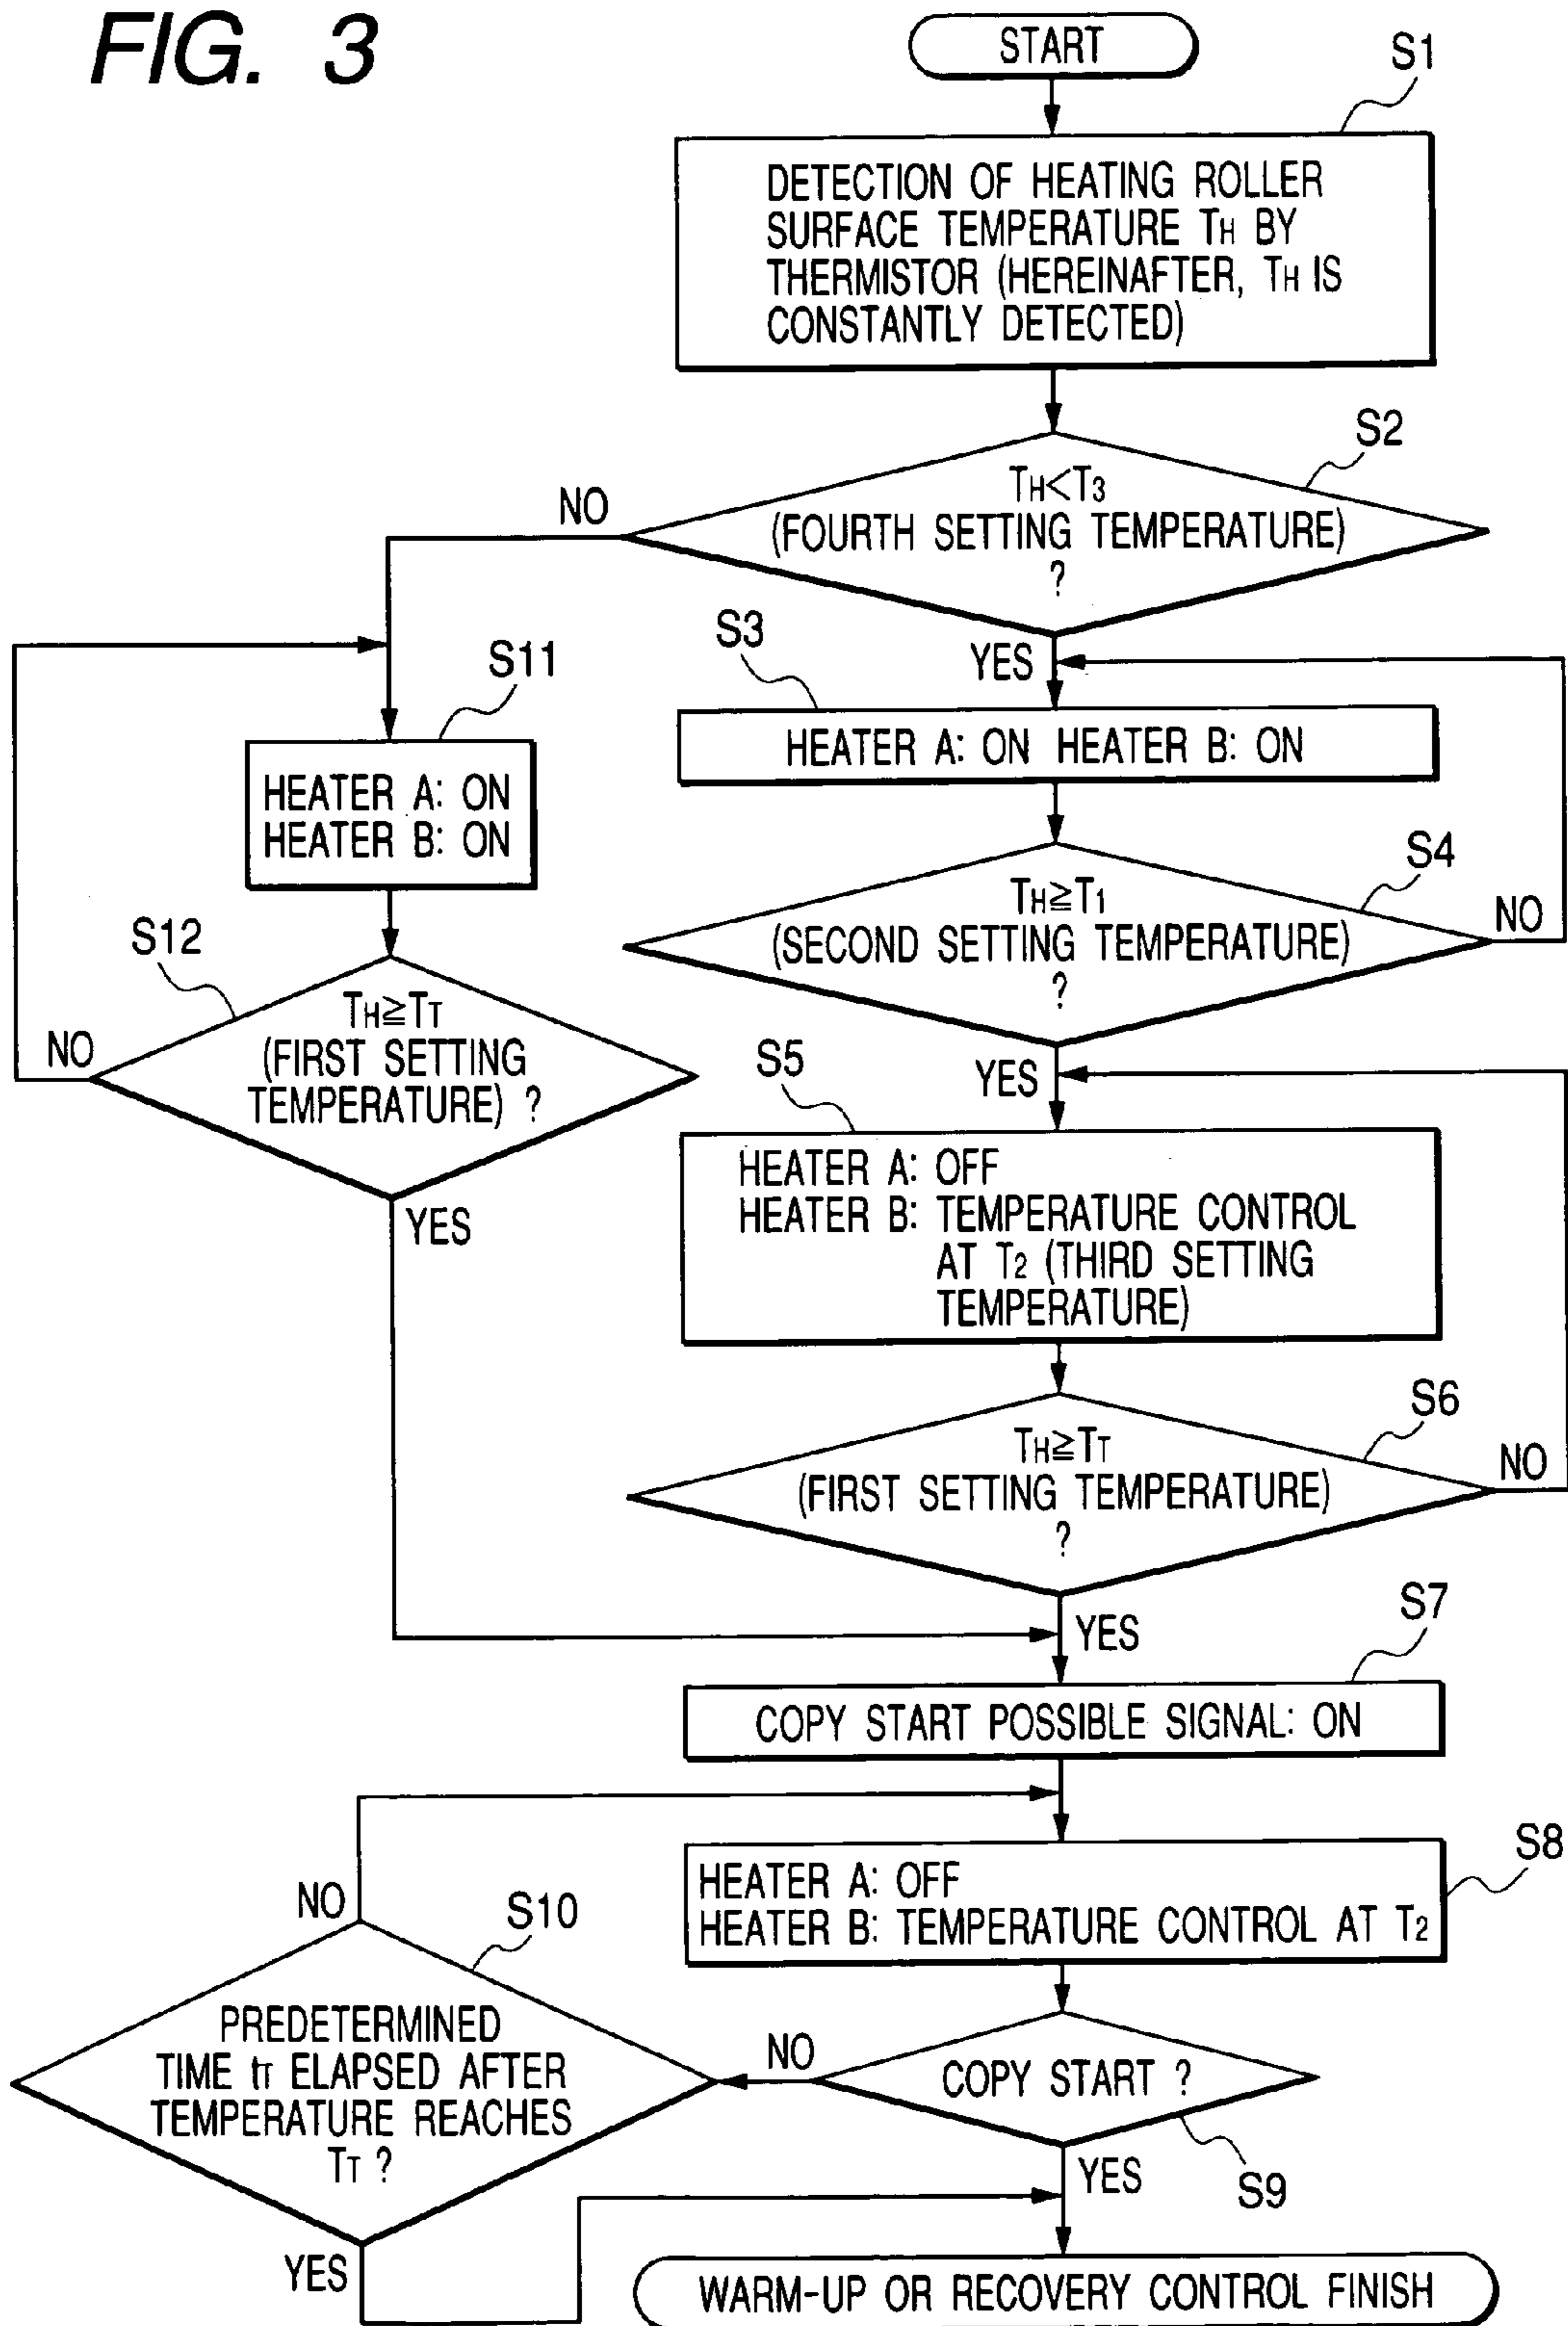 FIG. 3
START
S1
DETECTION OF HEATING ROLLER
SURFACE TEMPERATURE TH BY
THERMISTOR (HEREINAFTER, TH IS
CONSTANTLY DETECTED)
S2
TH<T3
(FOURTH SETTING TEMPERATURE)
?
NO
YES
S3
HEATER A: ON HEATER B: ON
S11
HEATER A: ON
HEATER B: ON
S4
TH≧T1
(SECOND SETTING TEMPERATURE)
?
NO
YES
S12
TH≧TT
(FIRST SETTING
TEMPERATURE) ?
NO
YES
S5
HEATER A: OFF
HEATER B: TEMPERATURE CONTROL
AT T2 (THIRD SETTING
TEMPERATURE)
S6
TH≧TT
(FIRST SETTING TEMPERATURE)
?
NO
YES
S7
COPY START POSSIBLE SIGNAL: ON
S8
HEATER A: OFF
HEATER B: TEMPERATURE CONTROL AT T2
S10
NO
PREDETERMINED
TIME tT ELAPSED AFTER
TEMPERATURE REACHES
TT ?
YES
NO
COPY START ?
S9
YES
WARM-UP OR RECOVERY CONTROL FINISH